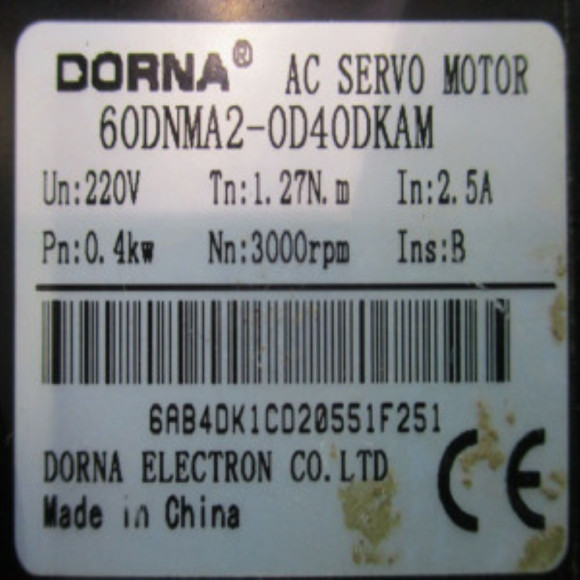 DORNA® AC SERVO MOTOR
60DNMA2-0D40DKAM
Un:220V Tn:1.27N.m In:2.5A
Pn:0.4kw Nn:3000rpm Ins:B
6AB4DK1C020551F251
DORNA ELECTRON CO.LTD
Made in China
CE